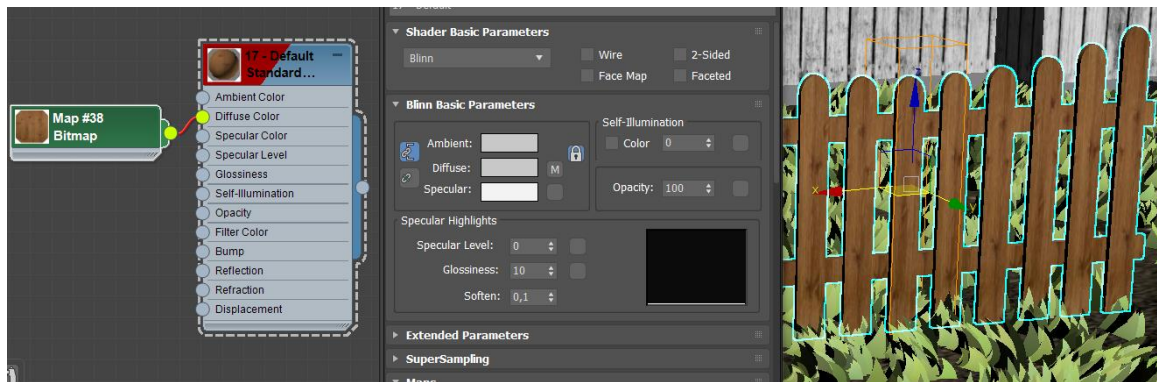 17 - Default
Standard...
Map #38
Bitmap
Ambient Color
Diffuse Color
Specular Color
Specular Level
Glossiness
Self-Illumination
Opacity
Filter Color
Bump
Reflection
Refraction
Displacement
17 - Default
Shader Basic Parameters
Blinn
Wire
2-Sided
Face Map
Faceted
Blinn Basic Parameters
Ambient:
Diffuse:
M
Specular:
Self-Illumination
Color 0
Opacity: 100
Specular Highlights
Specular Level: 0
Glossiness: 10
Soften: 0,1
Extended Parameters
SuperSampling
Maps
x
y